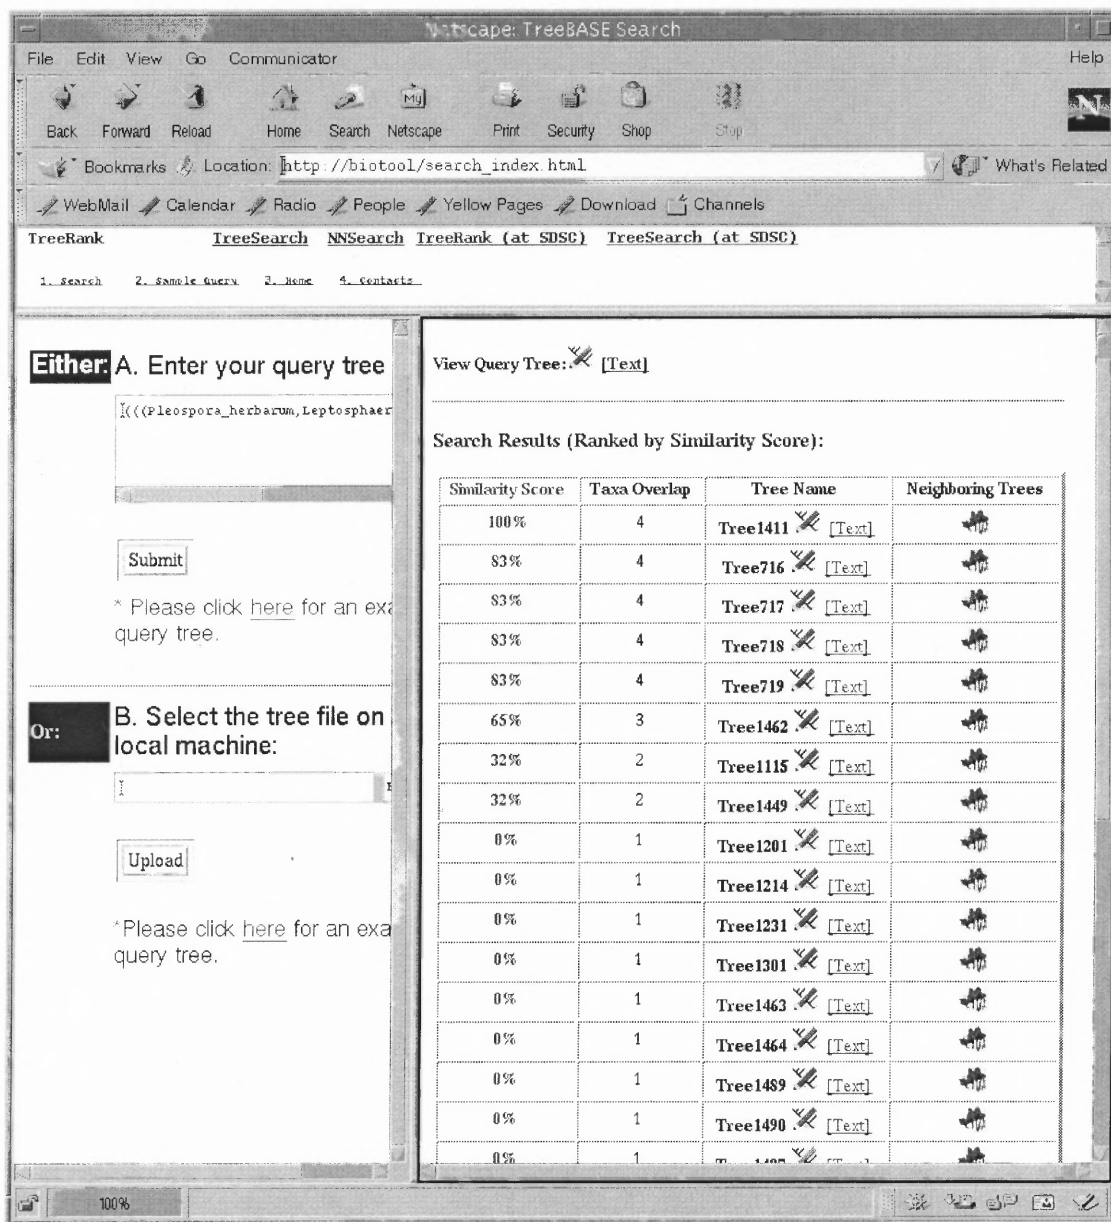 Netscape: TreeBASE Search
File Edit View Go Communicator Help
Back Forward Reload Home Search Netscape Print Security Shop Stop
Bookmarks Location: http://biotool/search_index.html What's Related
WebMail Calendar Radio People Yellow Pages Download Channels
TreeRank TreeSearch NNSearch TreeRank (at SDSC) TreeSearch (at SDSC)
1. Search 2. Sample Query 3. Home 4. Contacts
Either: A. Enter your query tree
(((Pleospora_herbarum,Leptosphaer
Submit
* Please click here for an exa
query tree.
Or: B. Select the tree file on
local machine:
Upload
*Please click here for an exa
query tree.
View Query Tree: [Text]
Search Results (Ranked by Similarity Score):
Similarity Score Taxa Overlap Tree Name Neighboring Trees
100% 4 Tree1411 [Text]
83% 4 Tree716 [Text]
83% 4 Tree717 [Text]
83% 4 Tree718 [Text]
83% 4 Tree719 [Text]
65% 3 Tree1462 [Text]
32% 2 Tree1115 [Text]
32% 2 Tree1449 [Text]
0% 1 Tree1201 [Text]
0% 1 Tree1214 [Text]
0% 1 Tree1231 [Text]
0% 1 Tree1301 [Text]
0% 1 Tree1463 [Text]
0% 1 Tree1464 [Text]
0% 1 Tree1489 [Text]
0% 1 Tree1490 [Text]
0% 1
100%